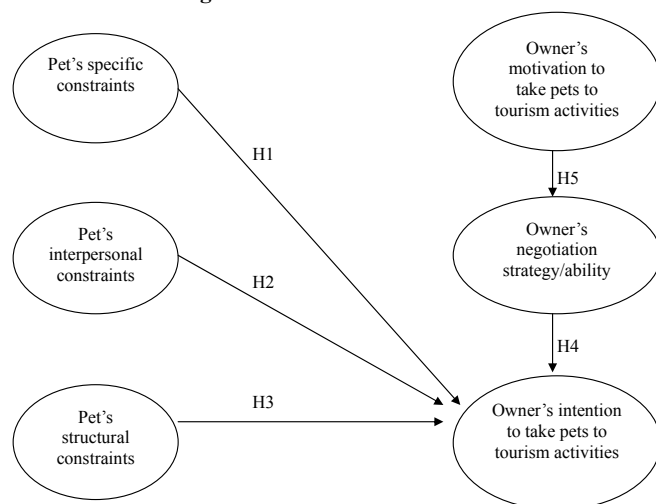 Pet's specific
constraints
Owner's
motivation to
take pets to
tourism activities
H1
H5
Pet's
interpersonal
constraints
Owner's
negotiation
strategy/ability
H2
H4
H3
Pet's
structural
constraints
Owner's intention
to take pets to
tourism activities